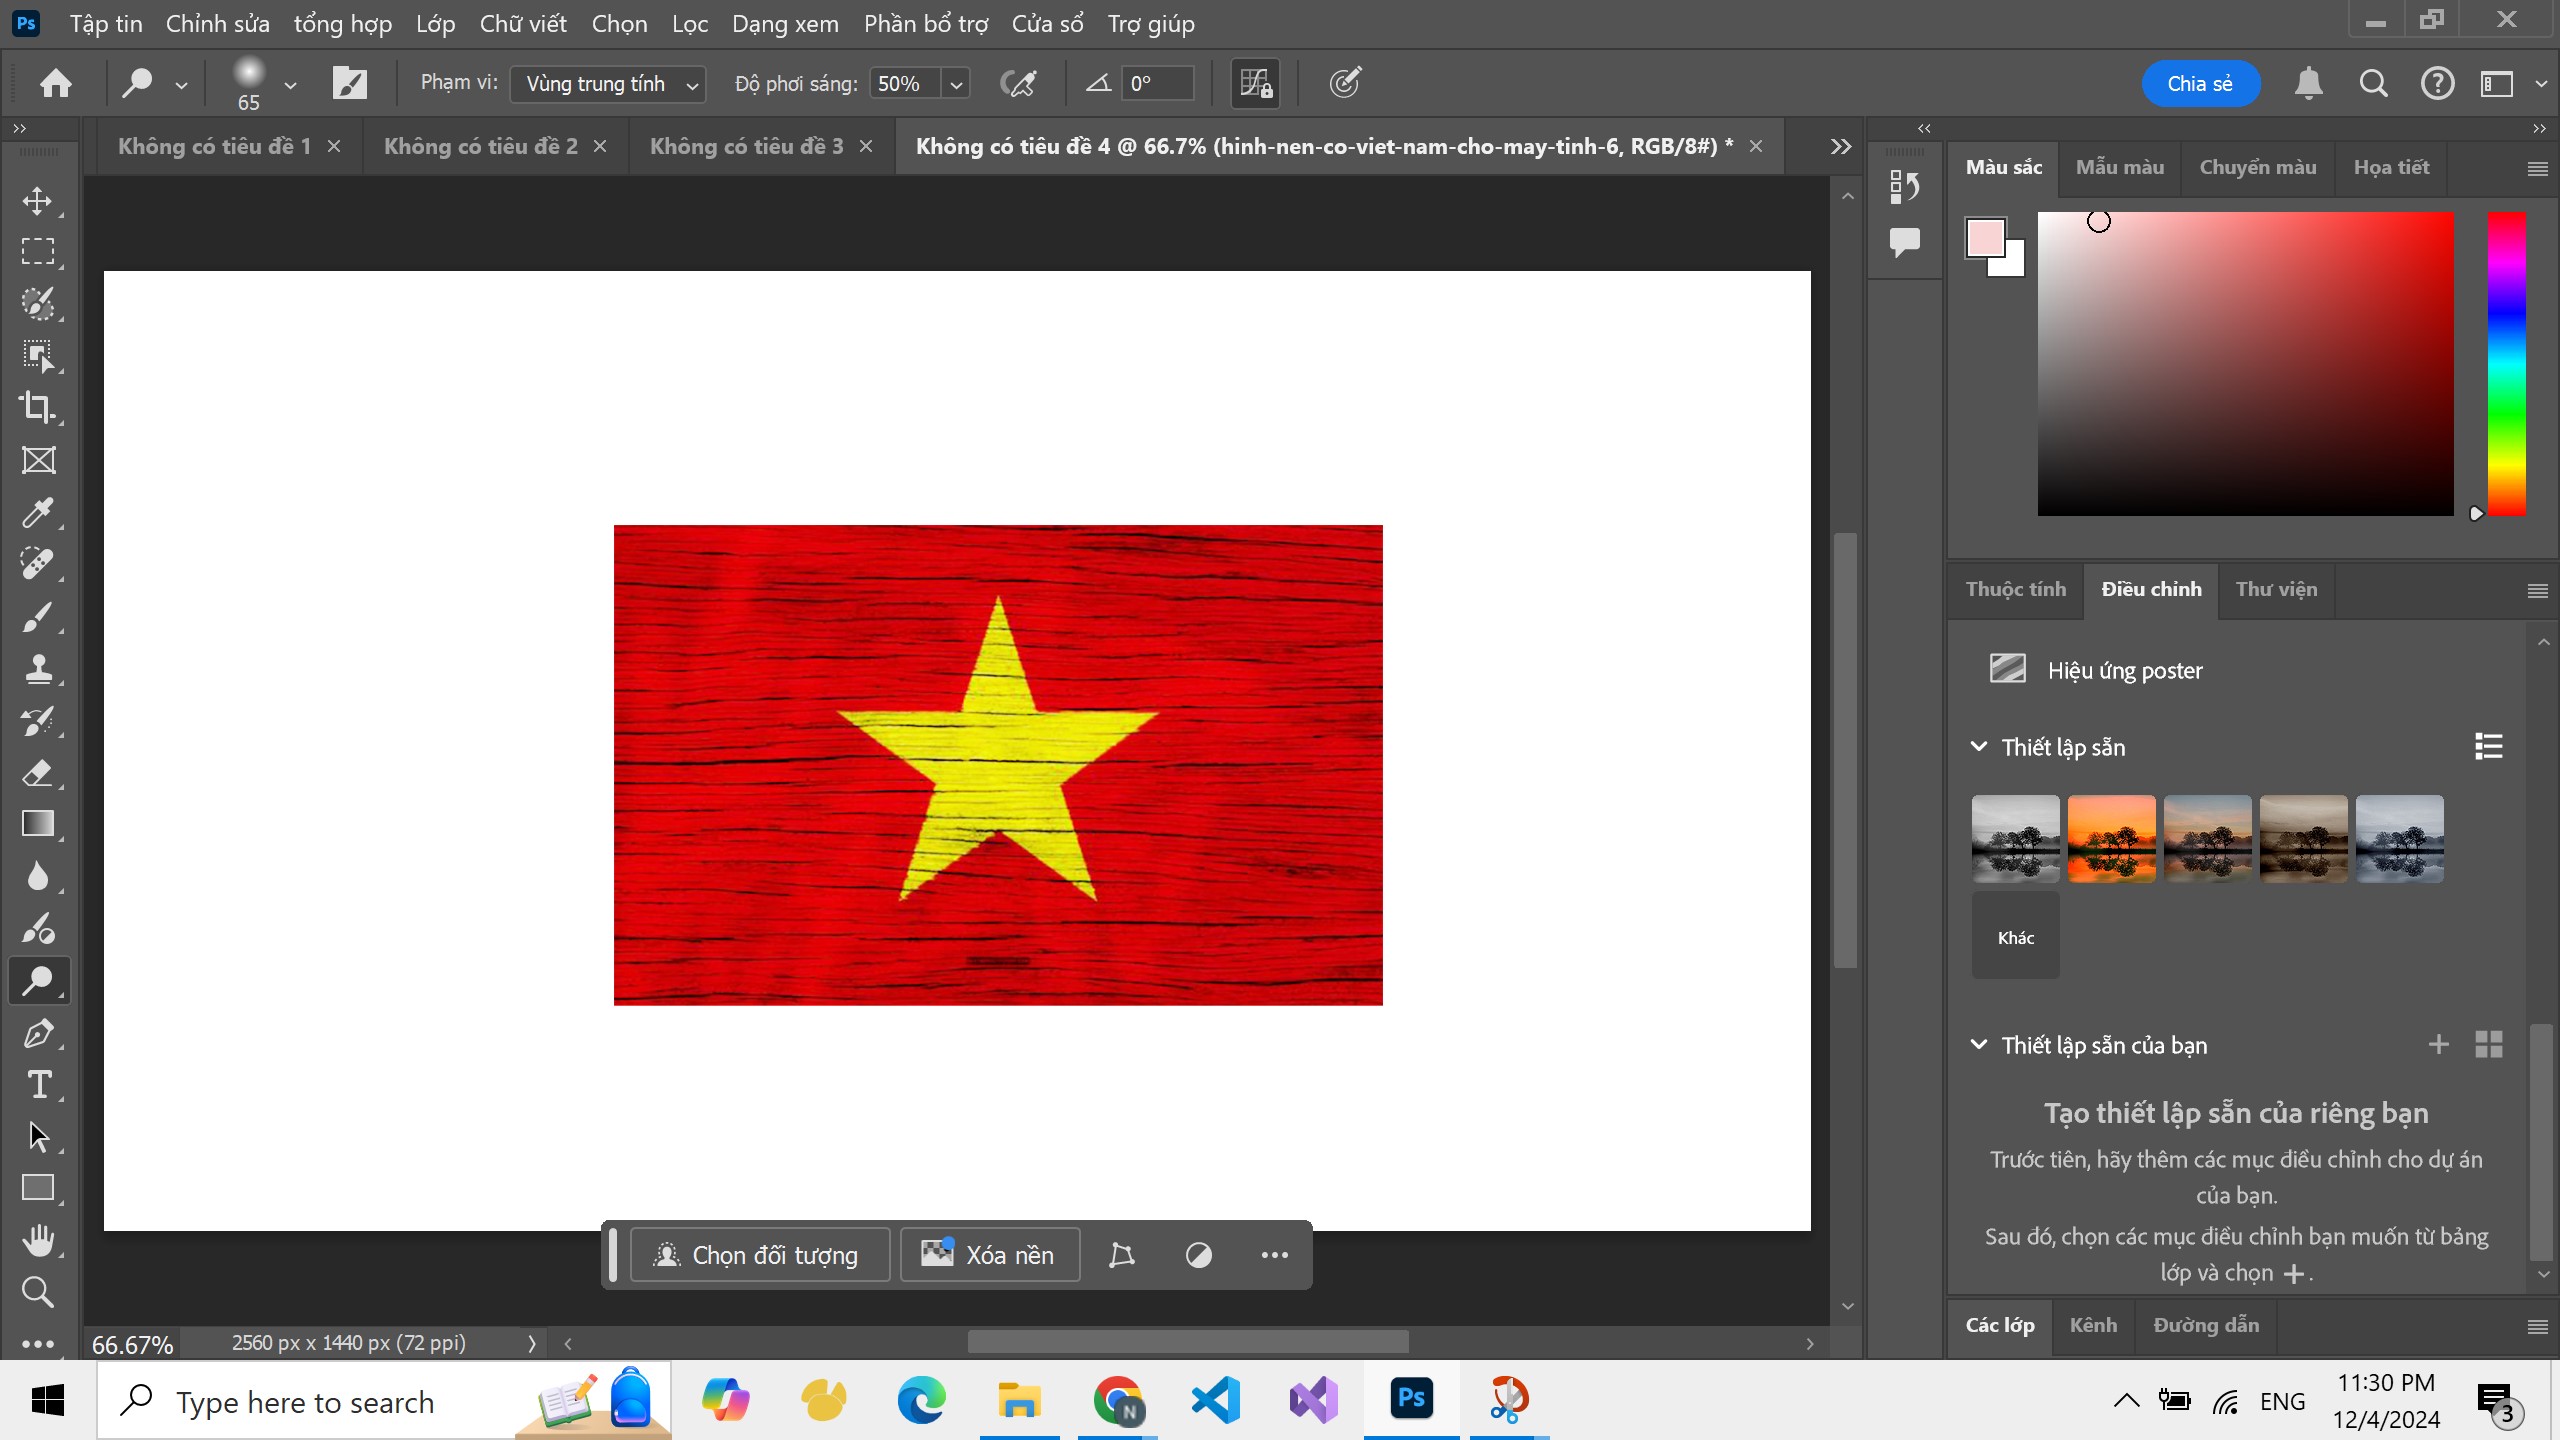 Ps Tập tin Chỉnh sửa tổng hợp Lớp Chữ viết Chọn Lọc Dạng xem Phần bổ trợ Cửa sổ Trợ giúp
65 Phạm vi: Vùng trung tính Độ phơi sáng: 50% 0° Chia sẻ
Không có tiêu đề 1 Không có tiêu đề 2 Không có tiêu đề 3 Không có tiêu đề 4 @ 66.7% (hinh-nen-co-viet-nam-cho-may-tinh-6, RGB/8#) *
Màu sắc Mẫu màu Chuyển màu Họa tiết
Thuộc tính Điều chỉnh Thư viện
Hiệu ứng poster
Thiết lập sẵn
Khác
Thiết lập sẵn của bạn
Tạo thiết lập sẵn của riêng bạn
Trước tiên, hãy thêm các mục điều chỉnh cho dự án
của bạn.
Sau đó, chọn các mục điều chỉnh bạn muốn từ bảng
lớp và chọn + .
Chọn đối tượng Xóa nền
Các lớp Kênh Đường dẫn
66.67% 2560 px x 1440 px (72 ppi)
Type here to search
N
Ps
ENG
11:30 PM
12/4/2024
3